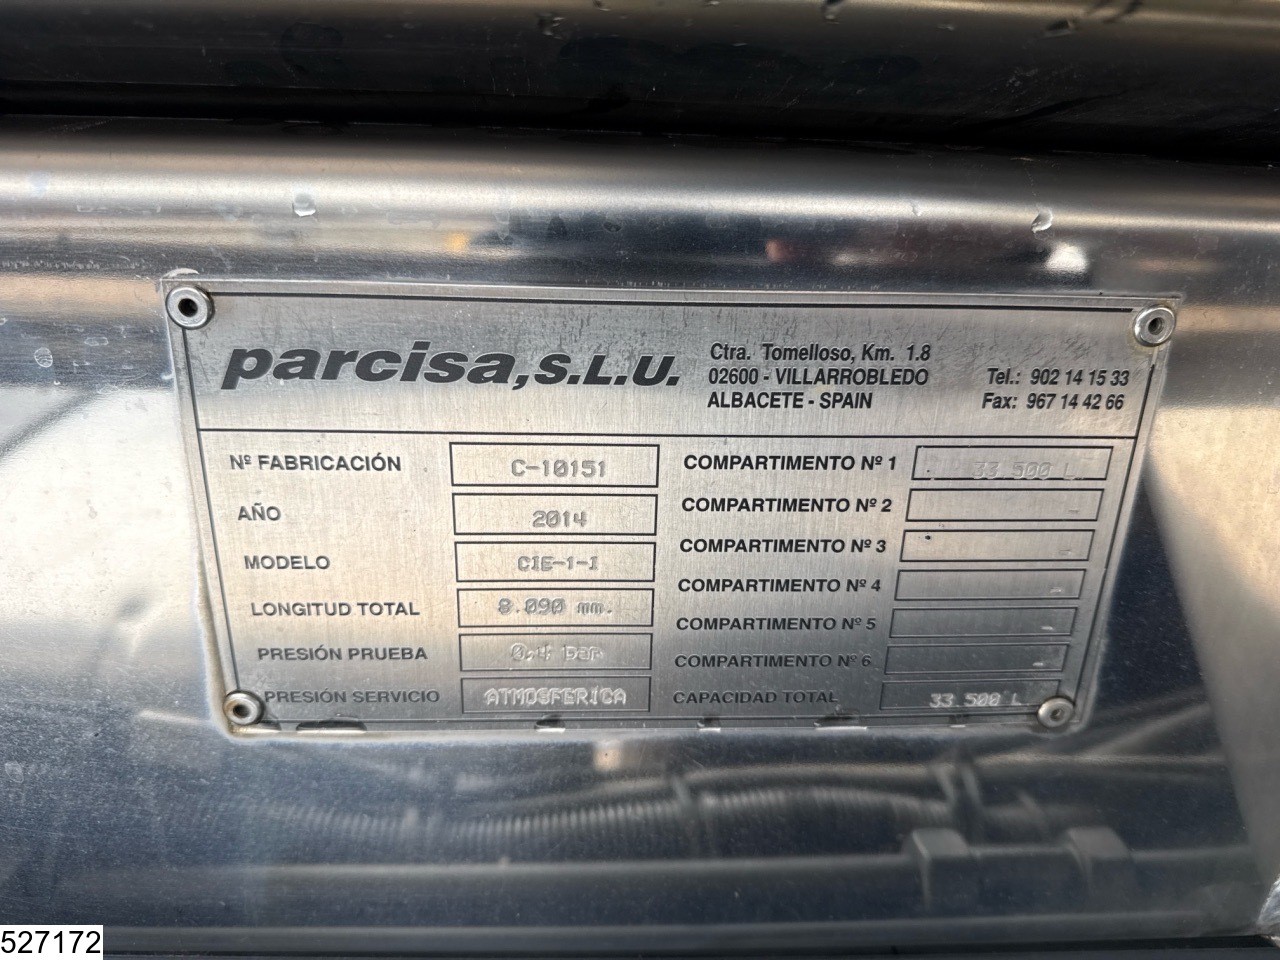 parcisa,S.L.U.
Ctra. Tomelloso, Km. 1.8
02600 - VILLARROBLEDO
ALBACETE - SPAIN
Tel.: 902 14 15 33
Fax: 967 14 42 66
Nº FABRICACIÓN C-10151
AÑO 2014
MODELO CIE-1-I
LONGITUD TOTAL 8.090 mm.
PRESIÓN PRUEBA 0,4 Bar
PRESIÓN SERVICIO ATMOSFERICA
COMPARTIMENTO Nº 1 33 500 L.
COMPARTIMENTO Nº 2 -
COMPARTIMENTO Nº 3 -
COMPARTIMENTO Nº 4 -
COMPARTIMENTO Nº 5 -
COMPARTIMENTO Nº 6 -
CAPACIDAD TOTAL 33 500 L.
527172